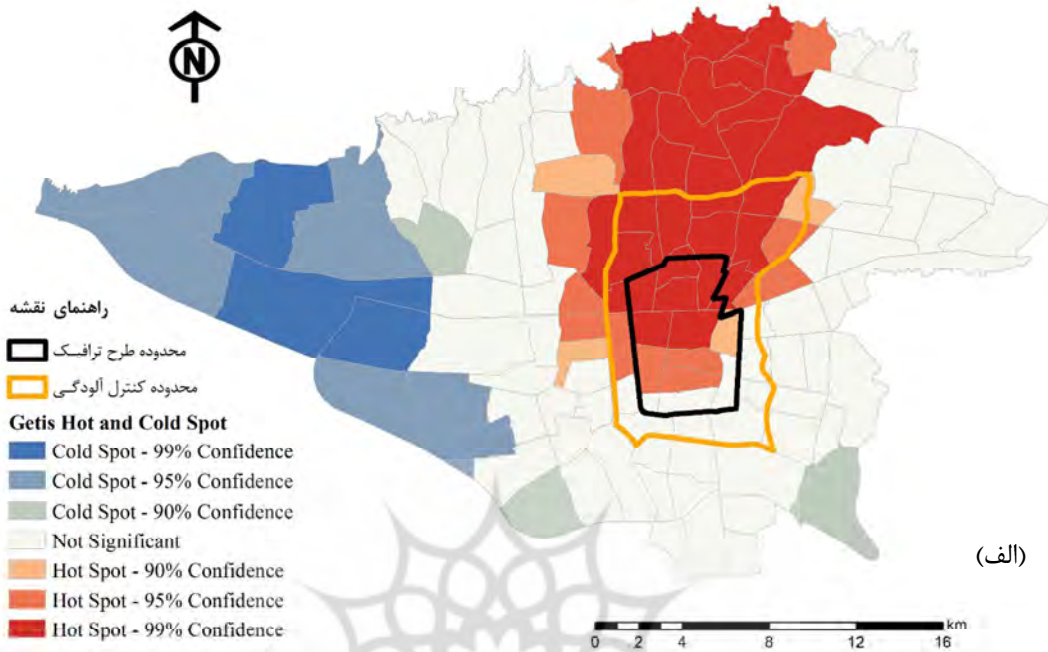 N
راهنمای نقشه
محدوده طرح ترافیک
محدوده کنترل آلودگی
Getis Hot and Cold Spot
Cold Spot - 99% Confidence
Cold Spot - 95% Confidence
Cold Spot - 90% Confidence
Not Significant
Hot Spot - 90% Confidence
Hot Spot - 95% Confidence
Hot Spot - 99% Confidence
(الف)
km
0 2 4 8 12 16